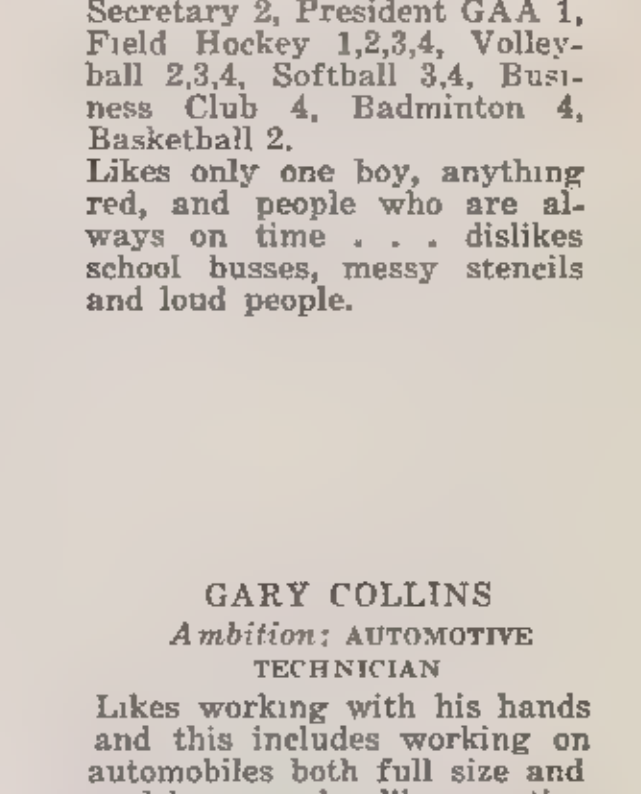 Secretary 2, President GAA 1,
Field Hockey 1,2,3,4, Volley-
ball 2,3,4, Softball 3,4, Busi-
ness Club 4, Badminton 4,
Basketball 2.
Likes only one boy, anything
red, and people who are al-
ways on time . . . dislikes
school busses, messy stencils
and loud people.
GARY COLLINS
Ambition: AUTOMOTIVE
TECHNICIAN
Likes working with his hands
and this includes working on
automobiles both full size and